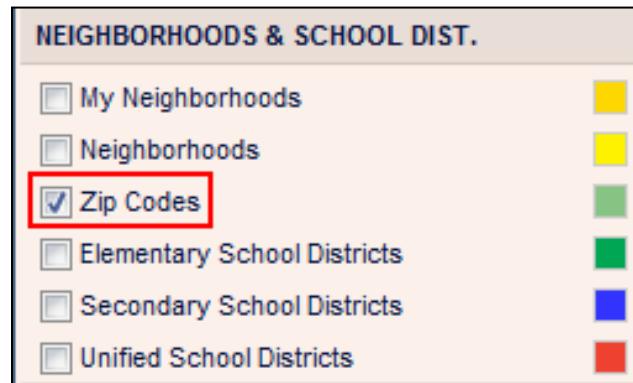 NEIGHBORHOODS & SCHOOL DIST.
My Neighborhoods
Neighborhoods
Zip Codes
Elementary School Districts
Secondary School Districts
Unified School Districts